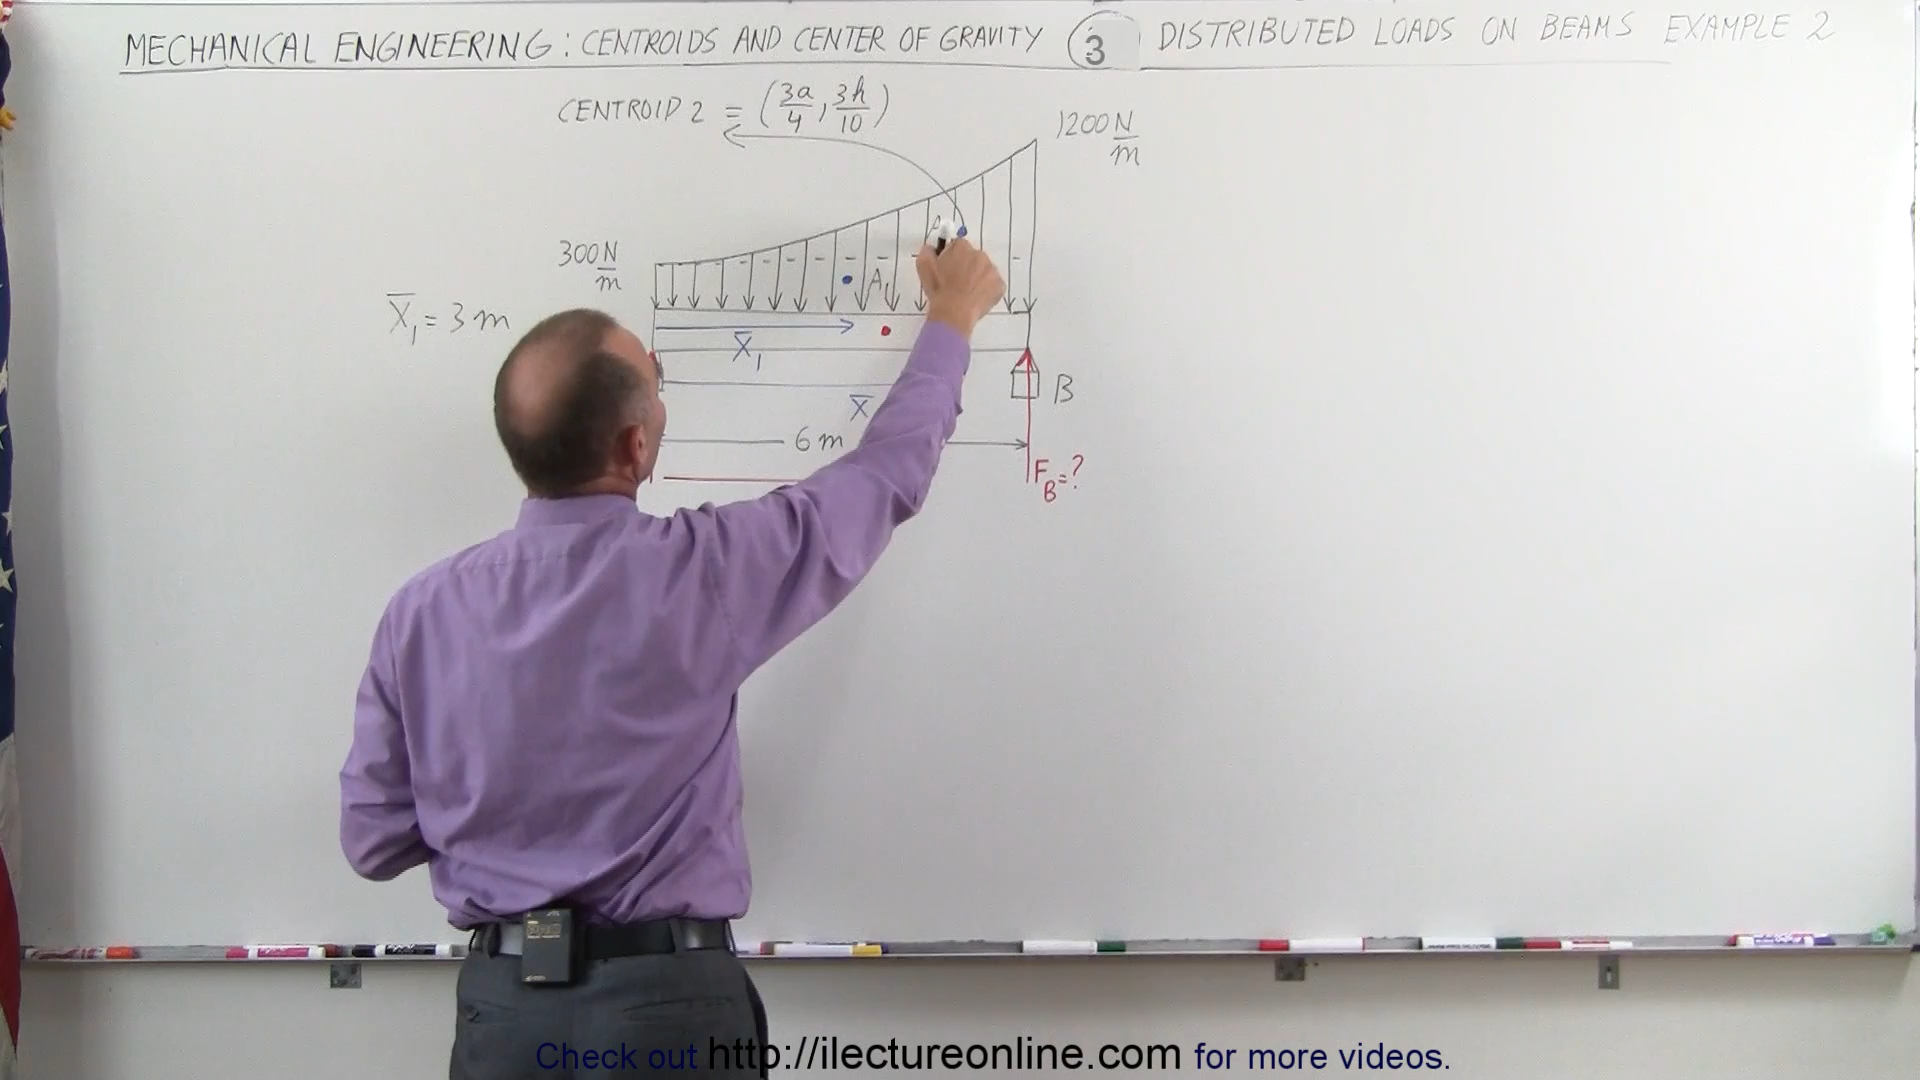 MECHANICAL ENGINEERING: CENTROIDS AND CENTER OF GRAVITY 3 DISTRIBUTED LOADS ON BEAMS EXAMPLE 2
CENTROID 2 = (3a/4, 3h/10)
1200 N/m
300 N/m
A₁
X̄₁ = 3 m
X̄₁
B
X̄
6 m
F_B = ?
Check out http://ilectureonline.com for more videos.